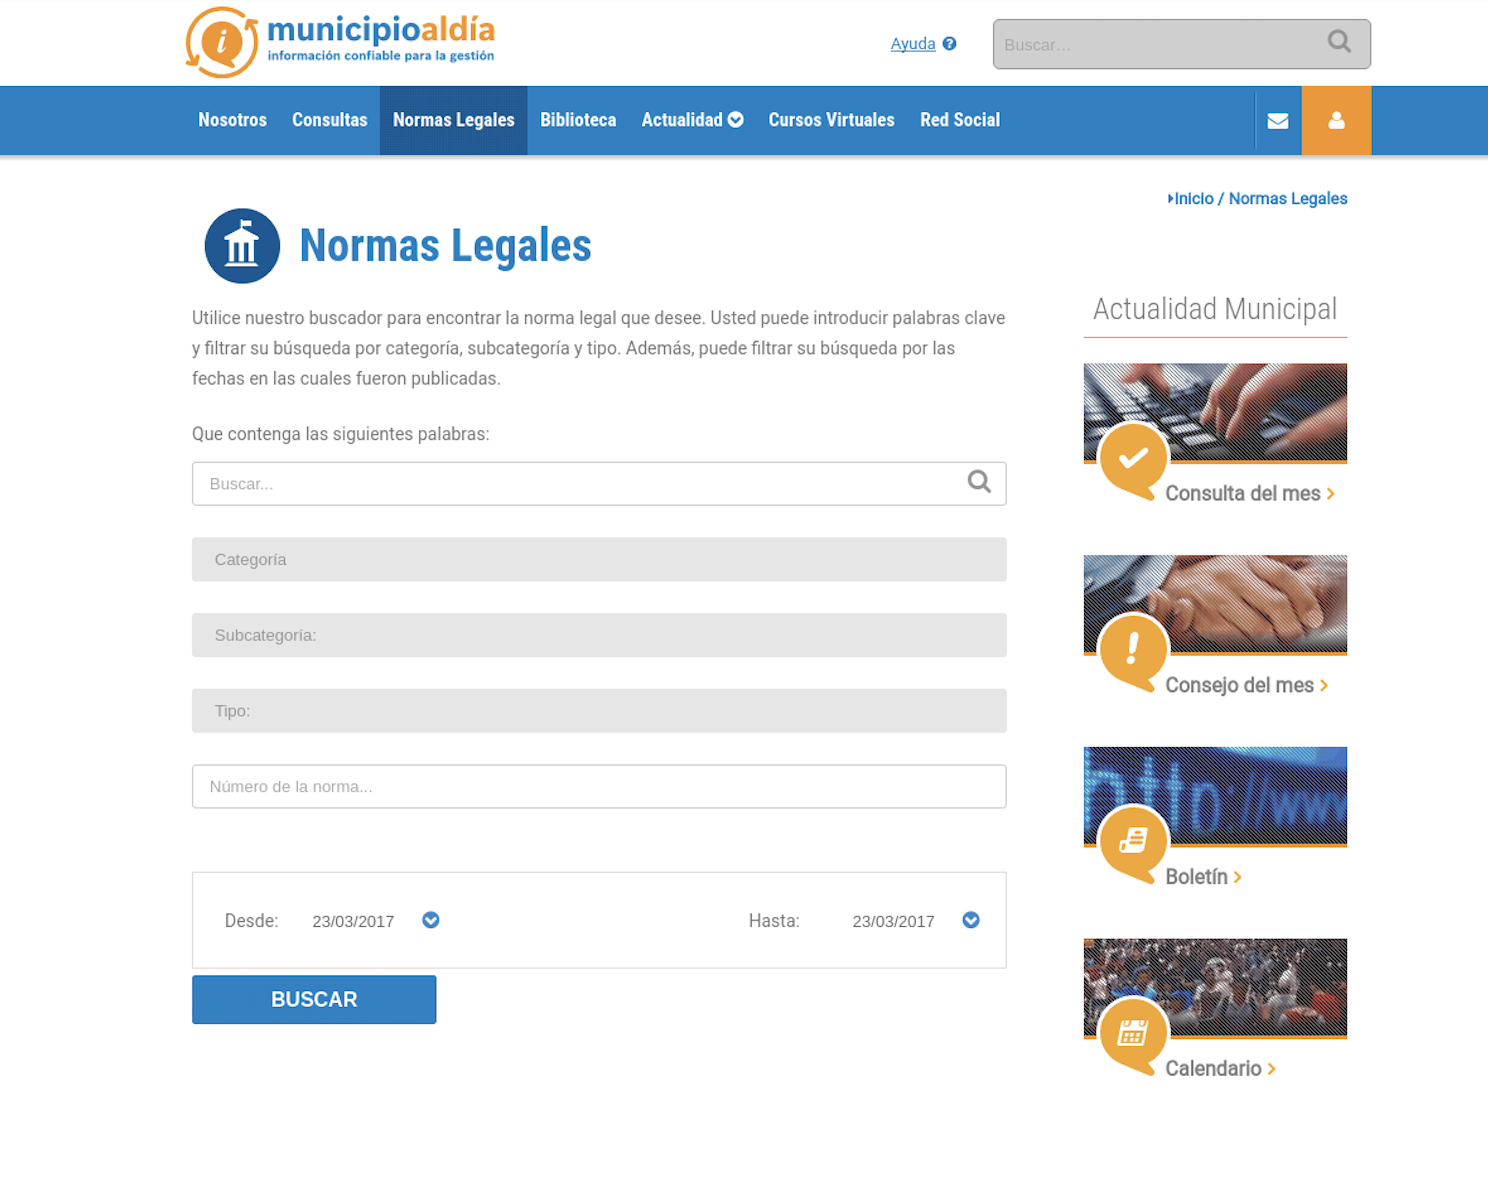 municipioaldía
información confiable para la gestión
Ayuda
Buscar...
Nosotros Consultas Normas Legales Biblioteca Actualidad Cursos Virtuales Red Social
Inicio / Normas Legales
Normas Legales
Utilice nuestro buscador para encontrar la norma legal que desee. Usted puede introducir palabras clave
y filtrar su búsqueda por categoría, subcategoría y tipo. Además, puede filtrar su búsqueda por las
fechas en las cuales fueron publicadas.
Que contenga las siguientes palabras:
Buscar...
Categoría
Subcategoría:
Tipo:
Número de la norma...
Desde: 23/03/2017 Hasta: 23/03/2017
BUSCAR
Actualidad Municipal
Consulta del mes
Consejo del mes
http://www
Boletín
Calendario